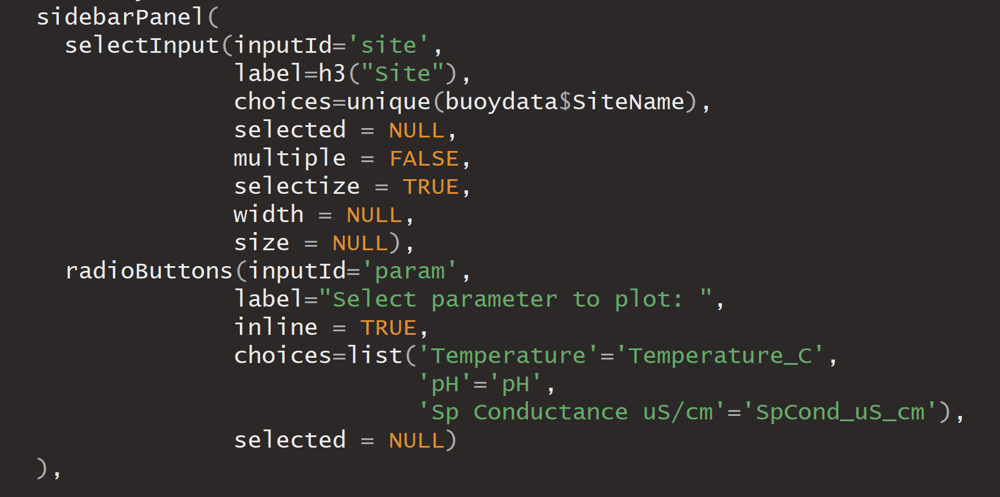 sidebarPanel(
  selectInput(inputId='site',
              label=h3("Site"),
              choices=unique(buoydata$SiteName),
              selected = NULL,
              multiple = FALSE,
              selectize = TRUE,
              width = NULL,
              size = NULL),
  radioButtons(inputId='param',
              label="Select parameter to plot: ",
              inline = TRUE,
              choices=list('Temperature'='Temperature_C',
                           'pH'='pH',
                           'Sp Conductance uS/cm'='SpCond_uS_cm'),
              selected = NULL)
),